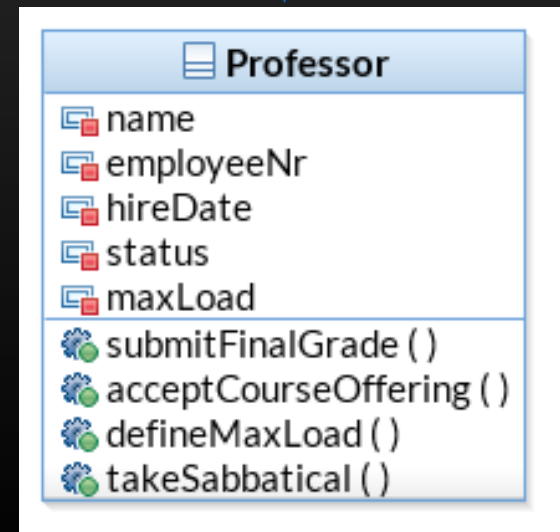 Professor
name
employeeNr
hireDate
status
maxLoad
submitFinalGrade ( )
acceptCourseOffering ( )
defineMaxLoad ( )
takeSabbatical ( )